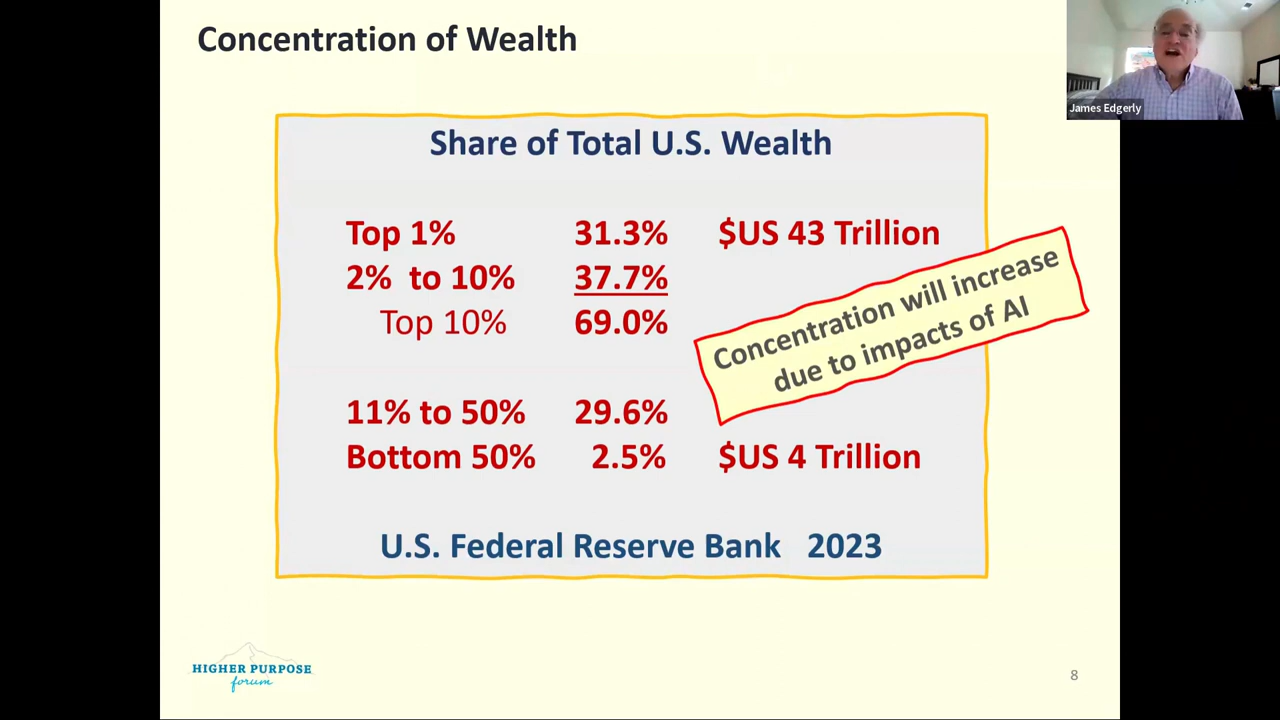 Concentration of Wealth
James Edgerly
Share of Total U.S. Wealth
Top 1% 31.3% $US 43 Trillion
2% to 10% 37.7%
Top 10% 69.0%
Concentration will increase
due to impacts of AI
11% to 50% 29.6%
Bottom 50% 2.5% $US 4 Trillion
U.S. Federal Reserve Bank 2023
HIGHER PURPOSE
forum
8